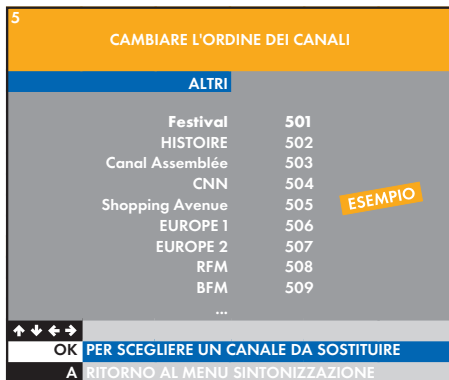 5
CAMBIARE L'ORDINE DEI CANALI
ALTRI
Festival 501
HISTOIRE 502
Canal Assemblée 503
CNN 504
Shopping Avenue 505
ESEMPIO
EUROPE 1 506
EUROPE 2 507
RFM 508
BFM 509
...
OK PER SCEGLIERE UN CANALE DA SOSTITUIRE
A RITORNO AL MENU SINTONIZZAZIONE